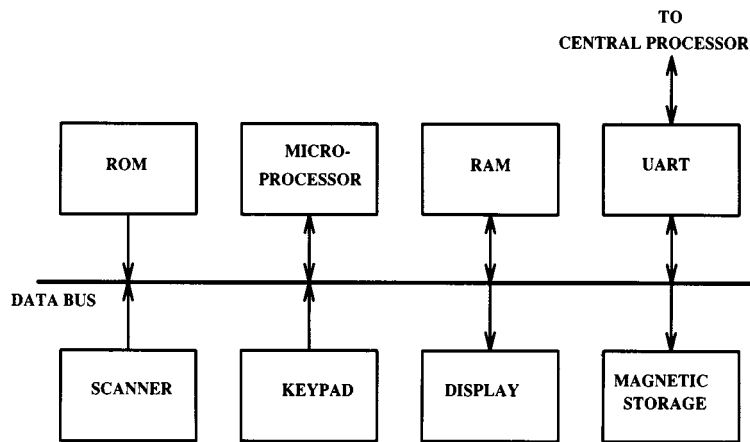 TO
CENTRAL PROCESSOR
ROM
MICRO-
PROCESSOR
RAM
UART
DATA BUS
SCANNER
KEYPAD
DISPLAY
MAGNETIC
STORAGE